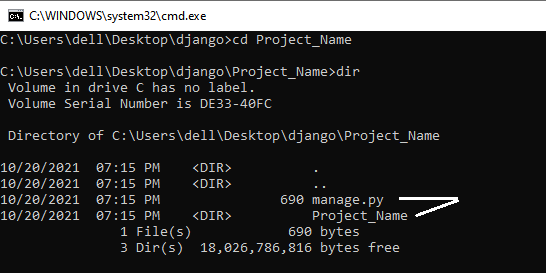 C:\WINDOWS\system32\cmd.exe
C:\Users\dell\Desktop\django>cd Project_Name
C:\Users\dell\Desktop\django\Project_Name>dir
Volume in drive C has no label.
Volume Serial Number is DE33-40FC
Directory of C:\Users\dell\Desktop\django\Project_Name
10/20/2021  07:15 PM    <DIR>          .
10/20/2021  07:15 PM    <DIR>          ..
10/20/2021  07:15 PM               690 manage.py
10/20/2021  07:15 PM    <DIR>          Project_Name
1 File(s)            690 bytes
3 Dir(s)  18,026,786,816 bytes free